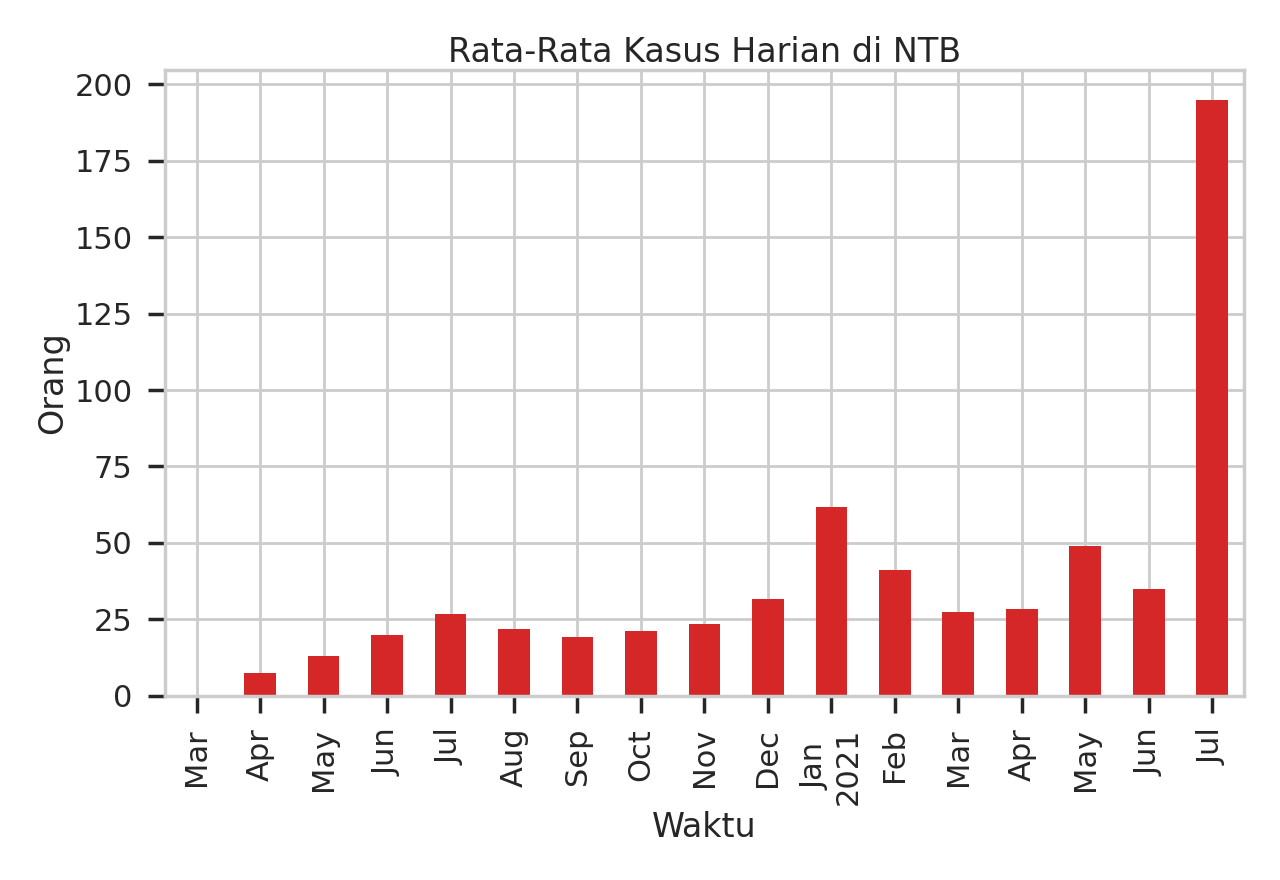 Rata-Rata Kasus Harian di NTB
200
175
150
125
100
75
50
25
0
Orang
Mar
Apr
May
Jun
Jul
Aug
Sep
Oct
Nov
Dec
Jan
2021
Feb
Mar
Apr
May
Jun
Jul
Waktu